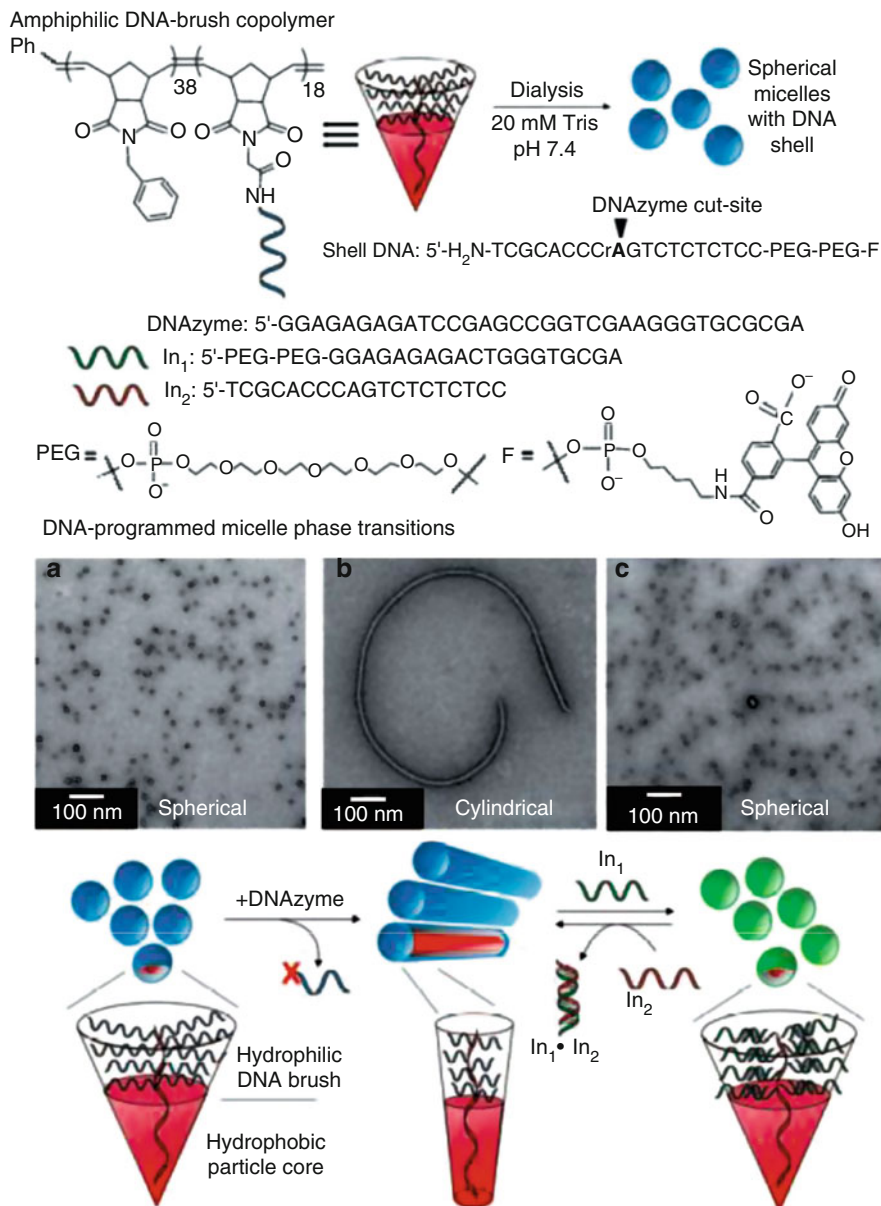 Amphiphilic DNA-brush copolymer
Ph
38
18
O
N
O
O
N
O
O
NH
Dialysis
20 mM Tris
pH 7.4
Spherical
micelles
with DNA
shell
DNAzyme cut-site
Shell DNA: 5'-H₂N-TCGCACCCrAGTCTCTCTCC-PEG-PEG-F
DNAzyme: 5'-GGAGAGAGATCCGAGCCGGTCGAAGGGTGCGCGA
In₁: 5'-PEG-PEG-GGAGAGAGACTGGGTGCGA
In₂: 5'-TCGCACCCAGTCTCTCTCC
PEG =
O
O
P
O⁻
O
O
O
O
O
O
O
F =
O
O
P
O
O⁻
H
N
O
O
C
O⁻
O
O
OH
DNA-programmed micelle phase transitions
a
100 nm
Spherical
b
100 nm
Cylindrical
c
100 nm
Spherical
+DNAzyme
X
In₁
In₂
In₁• In₂
Hydrophilic
DNA brush
Hydrophobic
particle core